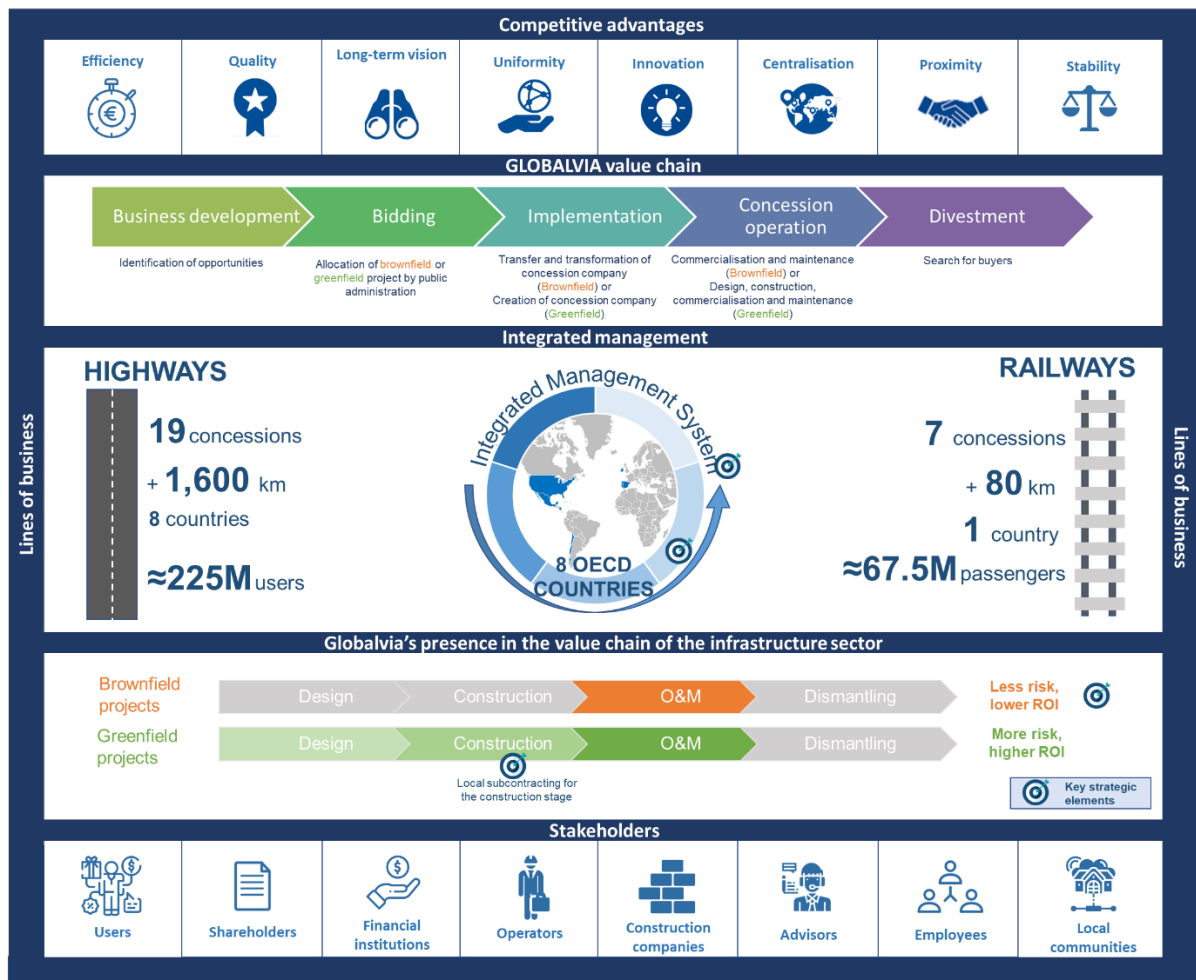 Competitive advantages
Efficiency
Quality
Long-term vision
Uniformity
Innovation
Centralisation
Proximity
Stability
€
GLOBALVIA value chain
Business development
Bidding
Implementation
Concession
operation
Divestment
Identification of opportunities
Allocation of brownfield or
greenfield project by public
administration
Transfer and transformation of
concession company
(Brownfield) or
Creation of concession company
(Greenfield)
Commercialisation and maintenance
(Brownfield) or
Design, construction,
commercialisation and maintenance
(Greenfield)
Search for buyers
Integrated management
Lines of business
HIGHWAYS
19 concessions
+ 1,600 km
8 countries
≈225M users
Integrated Management System
8 OECD
COUNTRIES
RAILWAYS
7 concessions
+ 80 km
1 country
≈67.5M passengers
Lines of business
Globalvia's presence in the value chain of the infrastructure sector
Brownfield
projects
Design
Construction
O&M
Dismantling
Less risk,
lower ROI
Greenfield
projects
Design
Construction
O&M
Dismantling
More risk,
higher ROI
Local subcontracting for
the construction stage
Key strategic
elements
Stakeholders
$
$
Users
Shareholders
Financial
institutions
Operators
Construction
companies
Advisors
Employees
Local
communities